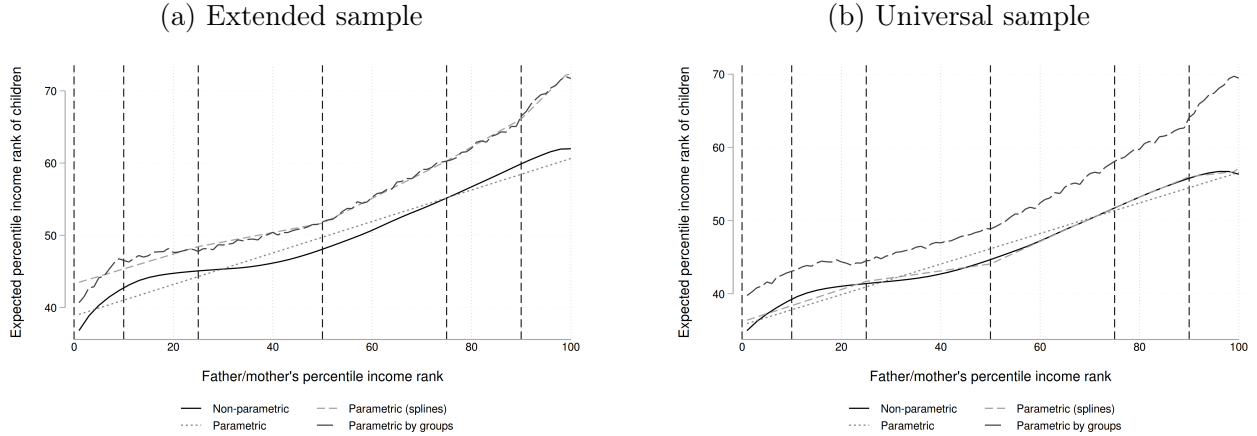 (a) Extended sample
Expected percentile income rank of children
70
60
50
40
0 20 40 60 80 100
Father/mother's percentile income rank
Non-parametric Parametric (splines)
Parametric Parametric by groups
(b) Universal sample
Expected percentile income rank of children
70
60
50
40
0 20 40 60 80 100
Father/mother's percentile income rank
Non-parametric Parametric (splines)
Parametric Parametric by groups